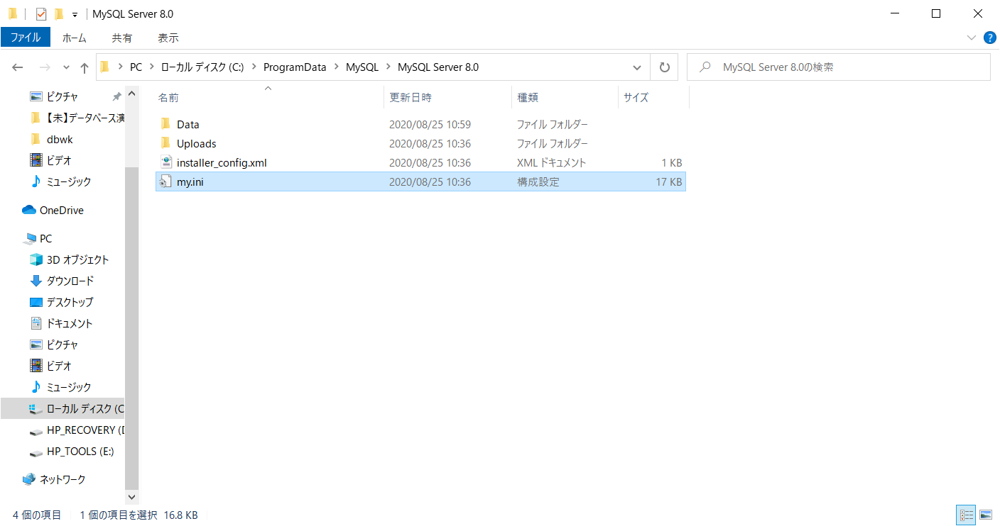 MySQL Server 8.0
ファイル ホーム 共有 表示
PC ローカル ディスク (C:) ProgramData MySQL MySQL Server 8.0 MySQL Server 8.0の検索
名前 更新日時 種類 サイズ
ピクチャ
【未】データベース演
dbwk
ビデオ
ミュージック
OneDrive
PC
3D オブジェクト
ダウンロード
デスクトップ
ドキュメント
ピクチャ
ビデオ
ミュージック
ローカル ディスク (C
HP_RECOVERY (D
HP_TOOLS (E:)
ネットワーク
Data 2020/08/25 10:59 ファイル フォルダー
Uploads 2020/08/25 10:36 ファイル フォルダー
installer_config.xml 2020/08/25 10:36 XML ドキュメント 1 KB
my.ini 2020/08/25 10:36 構成設定 17 KB
4 個の項目 1 個の項目を選択 16.8 KB